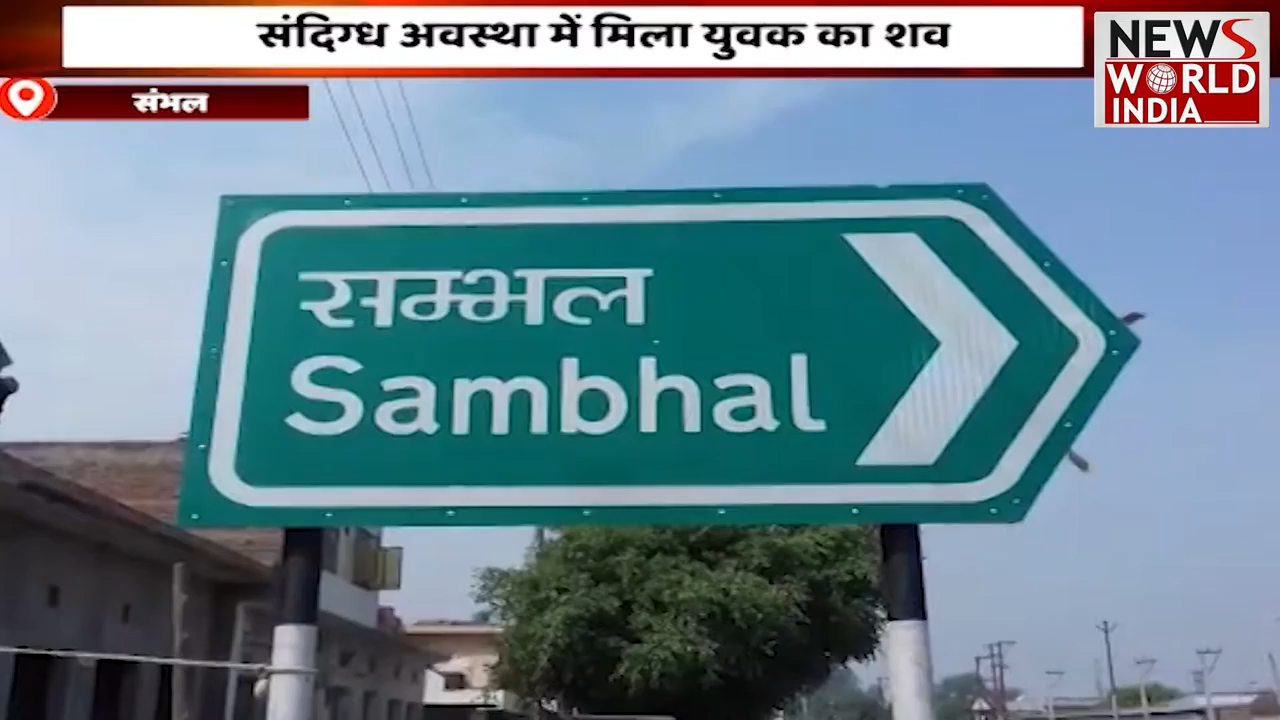 संदिग्ध अवस्था में मिला युवक का शव
NEWS
WORLD
INDIA
संभल
सम्भल
Sambhal